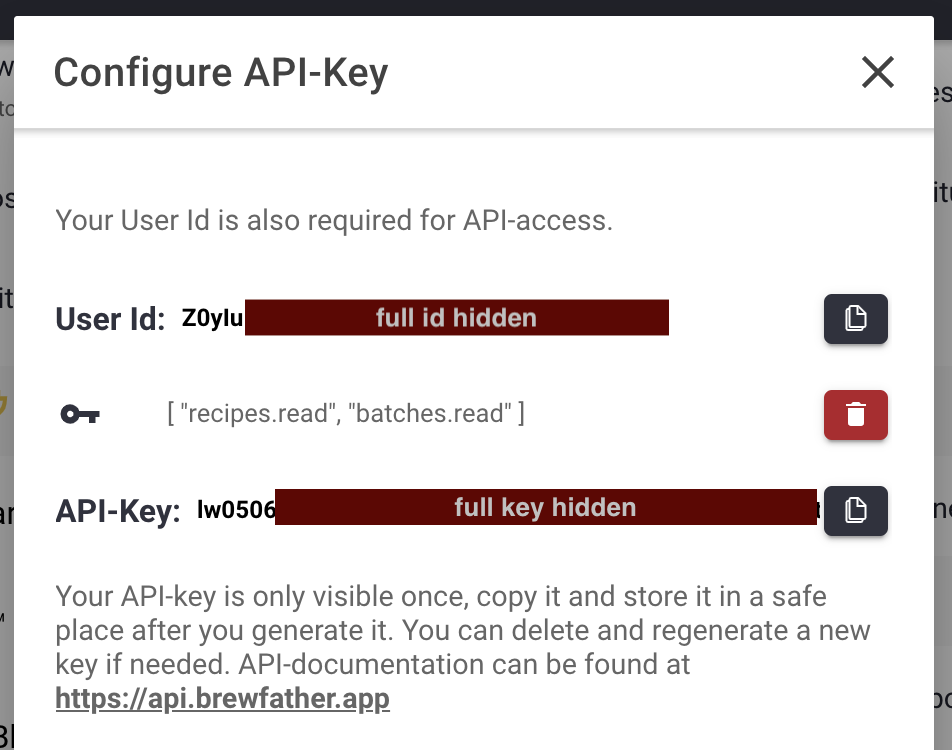 Configure API-Key
Your User Id is also required for API-access.
User Id: Z0yIu full id hidden
[ "recipes.read", "batches.read" ]
API-Key: lw0506 full key hidden
Your API-key is only visible once, copy it and store it in a safe
place after you generate it. You can delete and regenerate a new
key if needed. API-documentation can be found at
https://api.brewfather.app